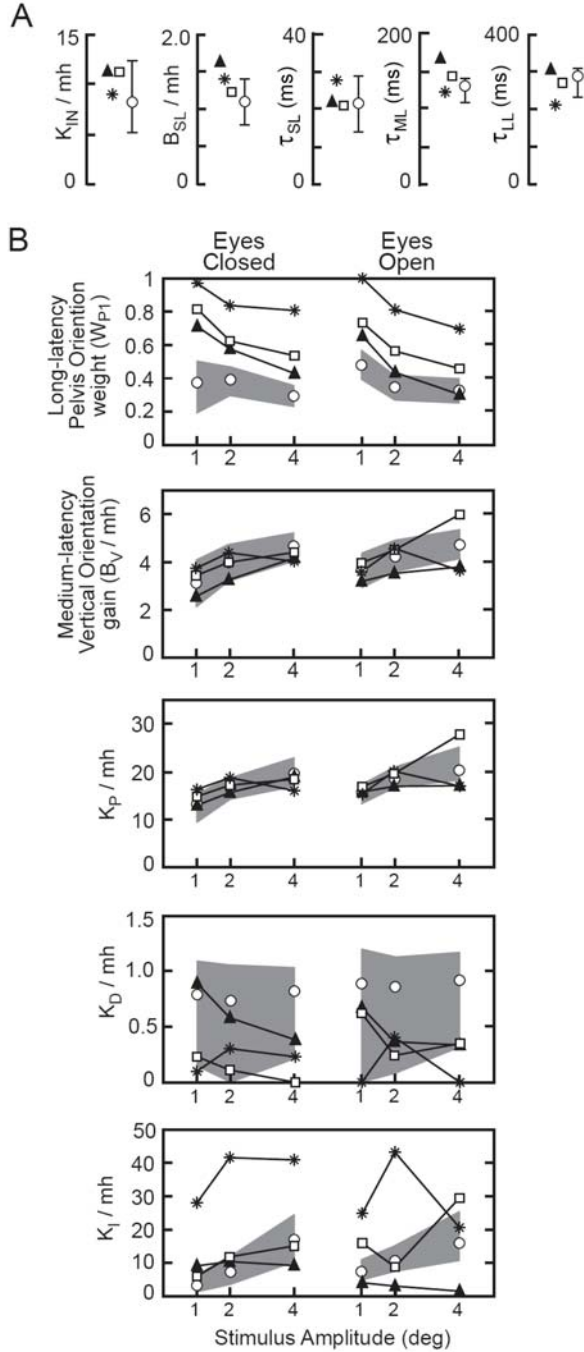 A
15
0
K_IN / mh
2.0
0
B_SL / mh
40
0
τ_SL (ms)
200
0
τ_ML (ms)
400
0
τ_LL (ms)
B
Eyes
Closed
Eyes
Open
Long-latency
Pelvis Oriention
weight (W_P1)
1
0.8
0.6
0.4
0.2
0
1 2 4 1 2 4
Medium-latency
Vertical Orientation
gain (B_V / mh)
6
4
2
0
1 2 4 1 2 4
K_P / mh
30
20
10
0
1 2 4 1 2 4
K_D / mh
1.5
1.0
0.5
0
1 2 4 1 2 4
K_I / mh
50
40
30
20
10
0
1 2 4 1 2 4
Stimulus Amplitude (deg)